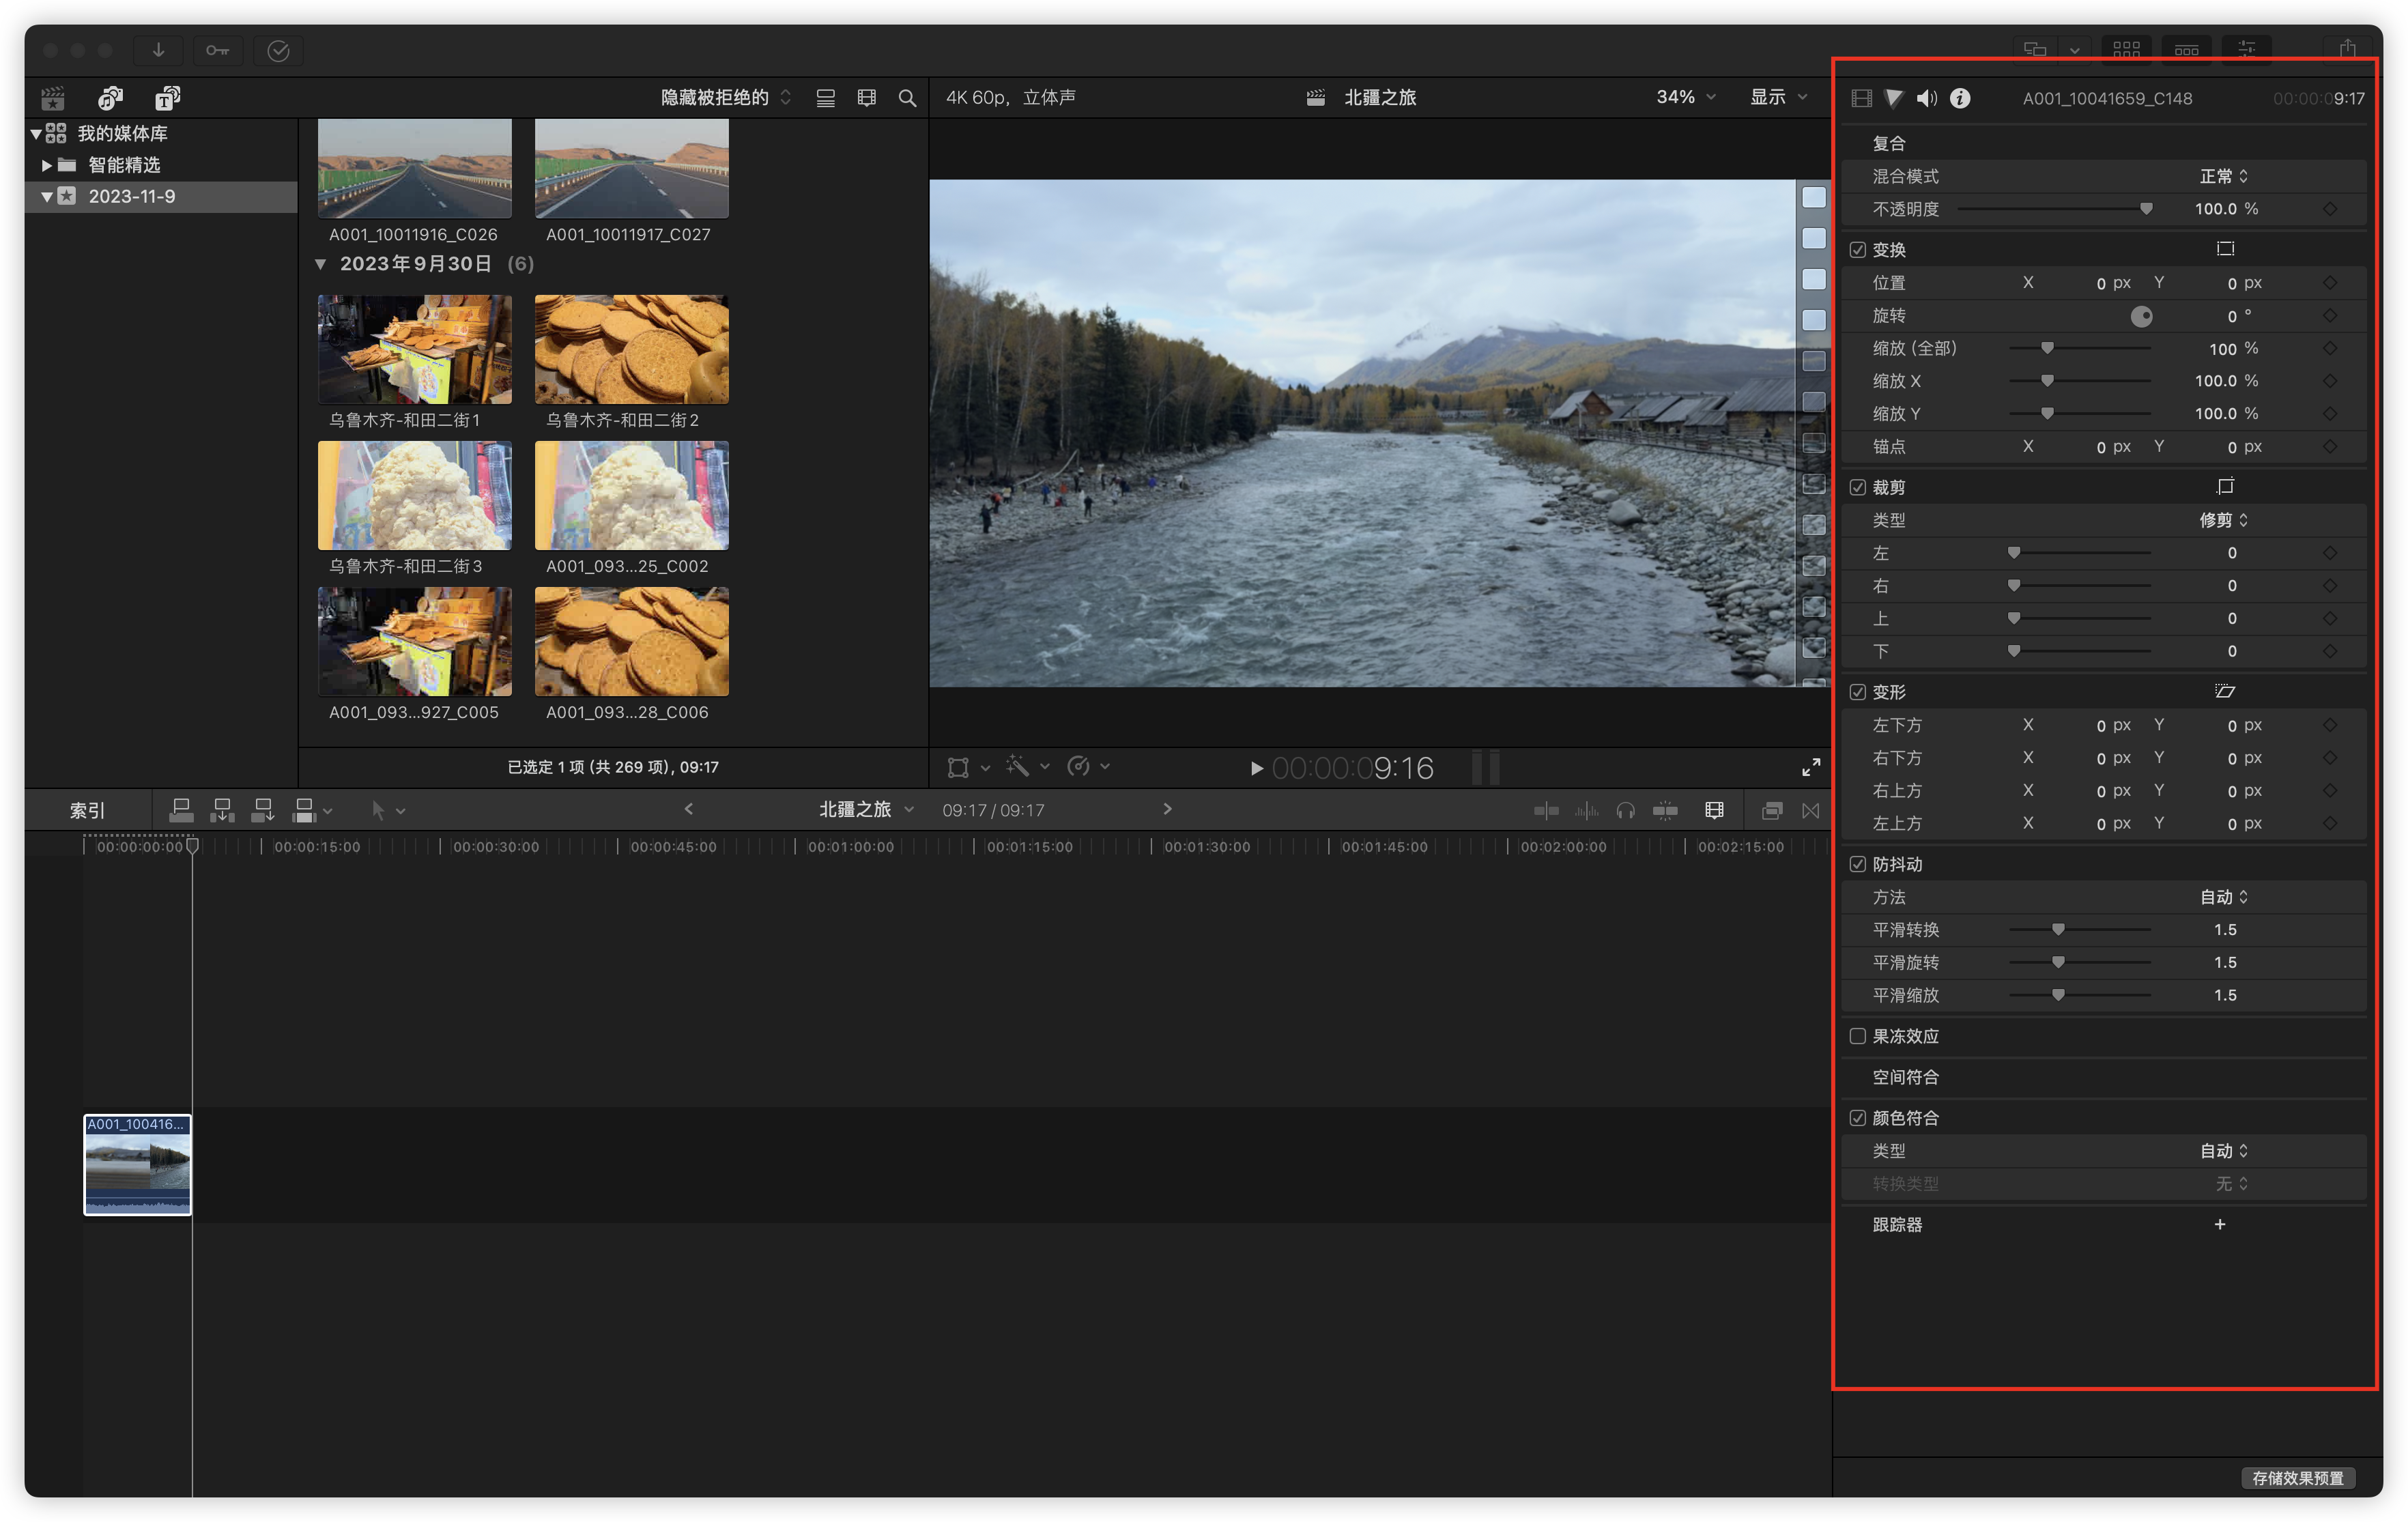 隐藏被拒绝的
4K 60p，立体声
北疆之旅
34%
显示
A001_10041659_C148
00:00:09:17
我的媒体库
智能精选
2023-11-9
A001_10011916_C026
A001_10011917_C027
2023年9月30日 (6)
乌鲁木齐-和田二街1
乌鲁木齐-和田二街2
乌鲁木齐-和田二街3
A001_093...25_C002
A001_093...927_C005
A001_093...28_C006
已选定 1 项 (共 269 项), 09:17
00:00:09:16
复合
混合模式 正常
不透明度 100.0 %
变换
位置 X 0 px Y 0 px
旋转 0 °
缩放 (全部) 100 %
缩放 X 100.0 %
缩放 Y 100.0 %
锚点 X 0 px Y 0 px
裁剪
类型 修剪
左 0
右 0
上 0
下 0
变形
左下方 X 0 px Y 0 px
右下方 X 0 px Y 0 px
右上方 X 0 px Y 0 px
左上方 X 0 px Y 0 px
防抖动
方法 自动
平滑转换 1.5
平滑旋转 1.5
平滑缩放 1.5
果冻效应
空间符合
颜色符合
类型 自动
转换类型 无
跟踪器 +
存储效果预置
索引
北疆之旅
09:17 / 09:17
00:00:00:00 00:00:15:00 00:00:30:00 00:00:45:00 00:01:00:00 00:01:15:00 00:01:30:00 00:01:45:00 00:02:00:00 00:02:15:00
A001_100416...